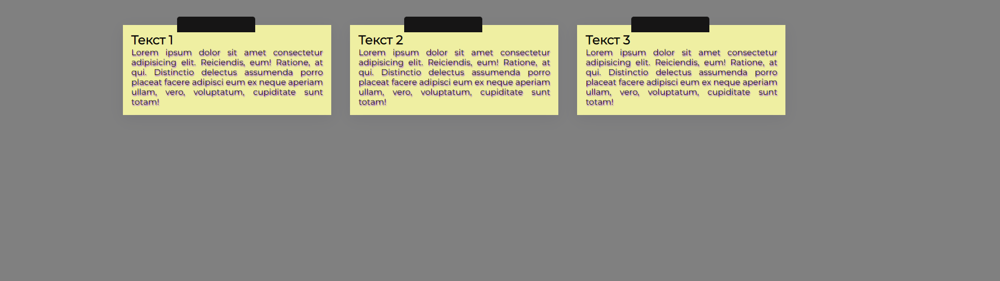 Текст 1
Lorem ipsum dolor sit amet consectetur
adipisicing elit. Reiciendis, eum! Ratione, at
qui. Distinctio delectus assumenda porro
placeat facere adipisci eum ex neque aperiam
ullam, vero, voluptatum, cupiditate sunt
totam!
Текст 2
Lorem ipsum dolor sit amet consectetur
adipisicing elit. Reiciendis, eum! Ratione, at
qui. Distinctio delectus assumenda porro
placeat facere adipisci eum ex neque aperiam
ullam, vero, voluptatum, cupiditate sunt
totam!
Текст 3
Lorem ipsum dolor sit amet consectetur
adipisicing elit. Reiciendis, eum! Ratione, at
qui. Distinctio delectus assumenda porro
placeat facere adipisci eum ex neque aperiam
ullam, vero, voluptatum, cupiditate sunt
totam!